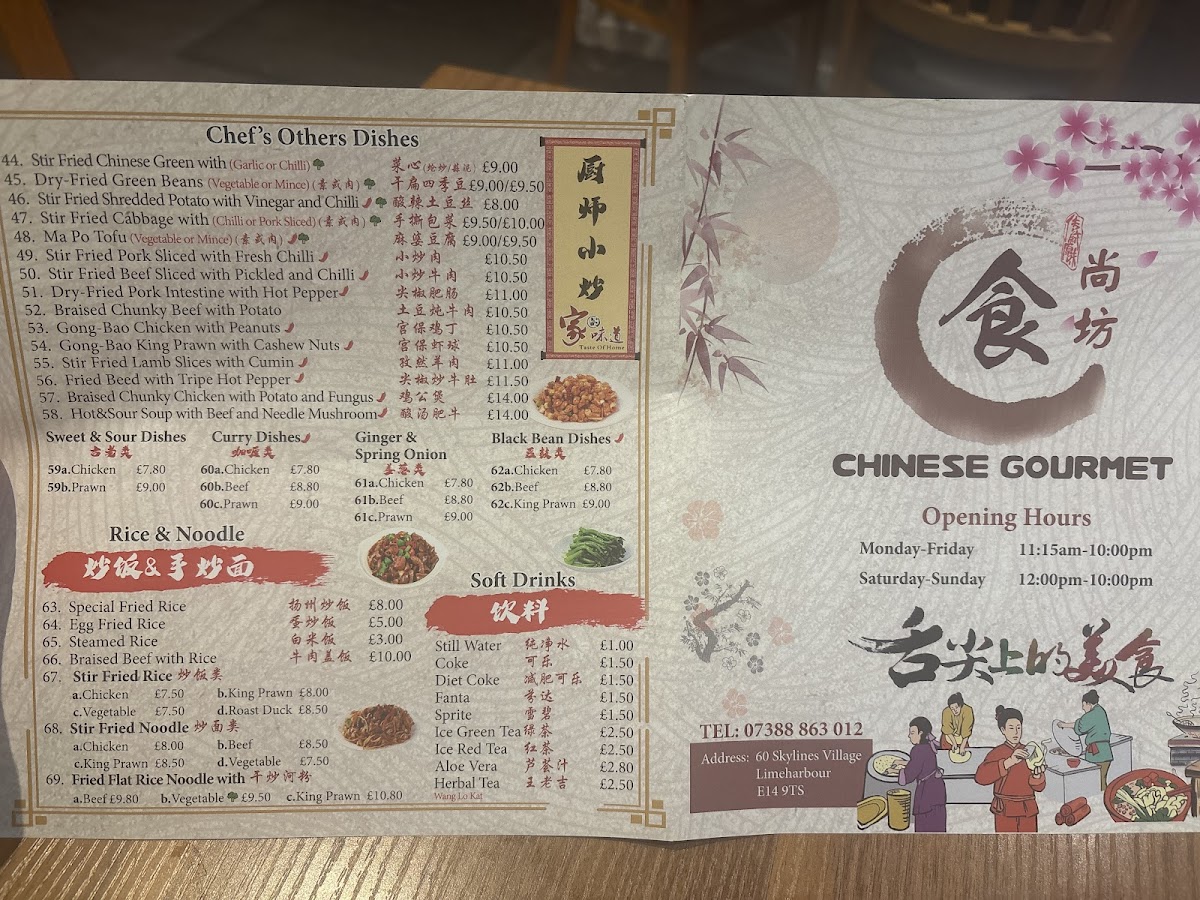 Chef's Others Dishes
44. Stir Fried Chinese Green with (Garlic or Chilli) 菜心(炝炒/蒜泥) £9.00
45. Dry-Fried Green Beans (Vegetable or Mince) (素或肉) 干腐四季豆 £9.00/£9.50
46. Stir Fried Shredded Potato with Vinegar and Chilli 酸辣土豆丝 £8.00
47. Stir Fried Cabbage with (Chilli or Pork Sliced) (素或肉) 手撕包菜 £9.50/£10.00
48. Ma Po Tofu (Vegetable or Mince) (素或肉) 麻婆豆腐 £9.00/£9.50
49. Stir Fried Pork Sliced with Fresh Chilli 小炒肉 £10.50
50. Stir Fried Beef Sliced with Pickled and Chilli 小炒牛肉 £10.50
51. Dry-Fried Pork Intestine with Hot Pepper 尖椒肥肠 £11.00
52. Braised Chunky Beef with Potato 土豆炖牛肉 £10.50
53. Gong-Bao Chicken with Peanuts 宫保鸡丁 £10.50
54. Gong-Bao King Prawn with Cashew Nuts 宫保虾球 £10.50
55. Stir Fried Lamb Slices with Cumin 孜然羊肉 £11.00
56. Fried Beed with Tripe Hot Pepper 尖椒炒牛肚 £11.50
57. Braised Chunky Chicken with Potato and Fungus 鸡公煲 £14.00
58. Hot&Sour Soup with Beef and Needle Mushroom 酸汤肥牛 £14.00
厨师小炒
家的味道
Taste Of Home
Sweet & Sour Dishes
古老炙
59a.Chicken £7.80
59b.Prawn £9.00
Curry Dishes
咖喱炙
60a.Chicken £7.80
60b.Beef £8.80
60c.Prawn £9.00
Ginger &
Spring Onion
姜葱炙
61a.Chicken £7.80
61b.Beef £8.80
61c.Prawn £9.00
Black Bean Dishes
豆豉炙
62a.Chicken £7.80
62b.Beef £8.80
62c.King Prawn £9.00
Rice & Noodle
炒饭&手炒面
63. Special Fried Rice 扬州炒饭 £8.00
64. Egg Fried Rice 蛋炒饭 £5.00
65. Steamed Rice 白米饭 £3.00
66. Braised Beef with Rice 牛肉盖饭 £10.00
67. Stir Fried Rice 炒饭类
a.Chicken £7.50 b.King Prawn £8.00
c.Vegetable £7.50 d.Roast Duck £8.50
68. Stir Fried Noodle 炒面类
a.Chicken £8.00 b.Beef £8.50
c.King Prawn £8.50 d.Vegetable £7.50
69. Fried Flat Rice Noodle with 干炒河粉
a.Beef £9.80 b.Vegetable £9.50 c.King Prawn £10.80
Soft Drinks
饮料
Still Water 纯净水 £1.00
Coke 可乐 £1.50
Diet Coke 减肥可乐 £1.50
Fanta 芬达 £1.50
Sprite 雪碧 £1.50
Ice Green Tea 绿茶 £2.50
Ice Red Tea 红茶 £2.50
Aloe Vera 芦荟汁 £2.80
Herbal Tea 王老吉 £2.50
Wang Lo Kat
食
尚坊
CHINESE GOURMET
Opening Hours
Monday-Friday 11:15am-10:00pm
Saturday-Sunday 12:00pm-10:00pm
舌尖上的美食
TEL: 07388 863 012
Address: 60 Skylines Village
Limeharbour
E14 9TS